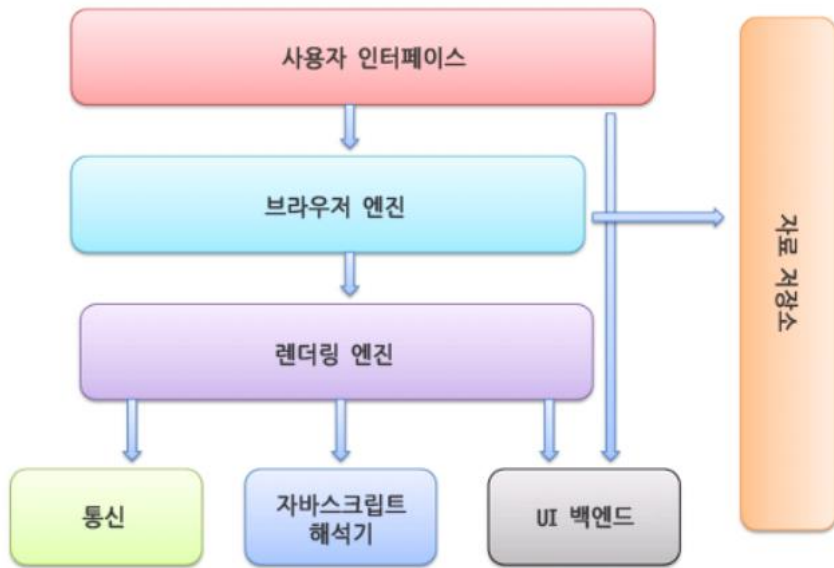 사용자 인터페이스
브라우저 엔진
자료 저장소
렌더링 엔진
통신
자바스크립트
해석기
UI 백엔드